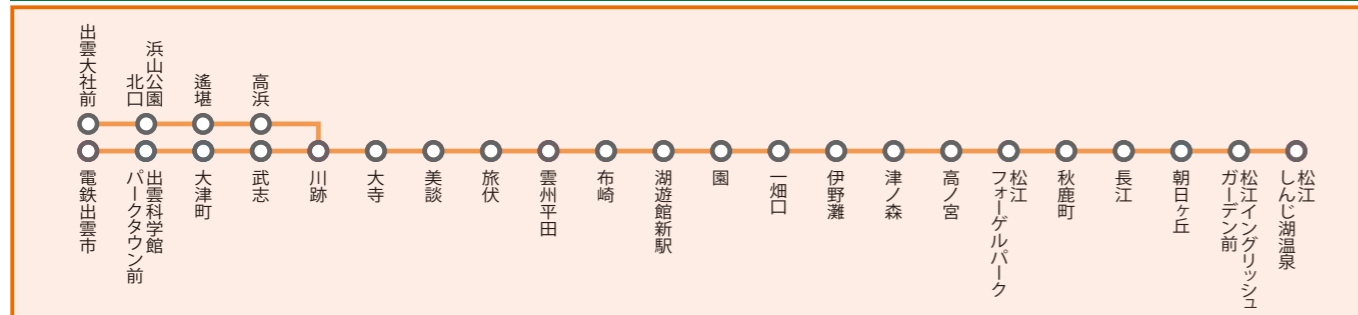 出雲大社前
浜山公園
北口
遙堪
高浜
電鉄出雲市
出雲科学館
パークタウン前
大津町
武志
川跡
大寺
美談
旅伏
雲州平田
布崎
湖遊館新駅
園
一畑口
伊野灘
津ノ森
高ノ宮
松江
フォーゲルパーク
秋鹿町
長江
朝日ヶ丘
松江イングリッシュ
ガーデン前
松江
しんじ湖温泉